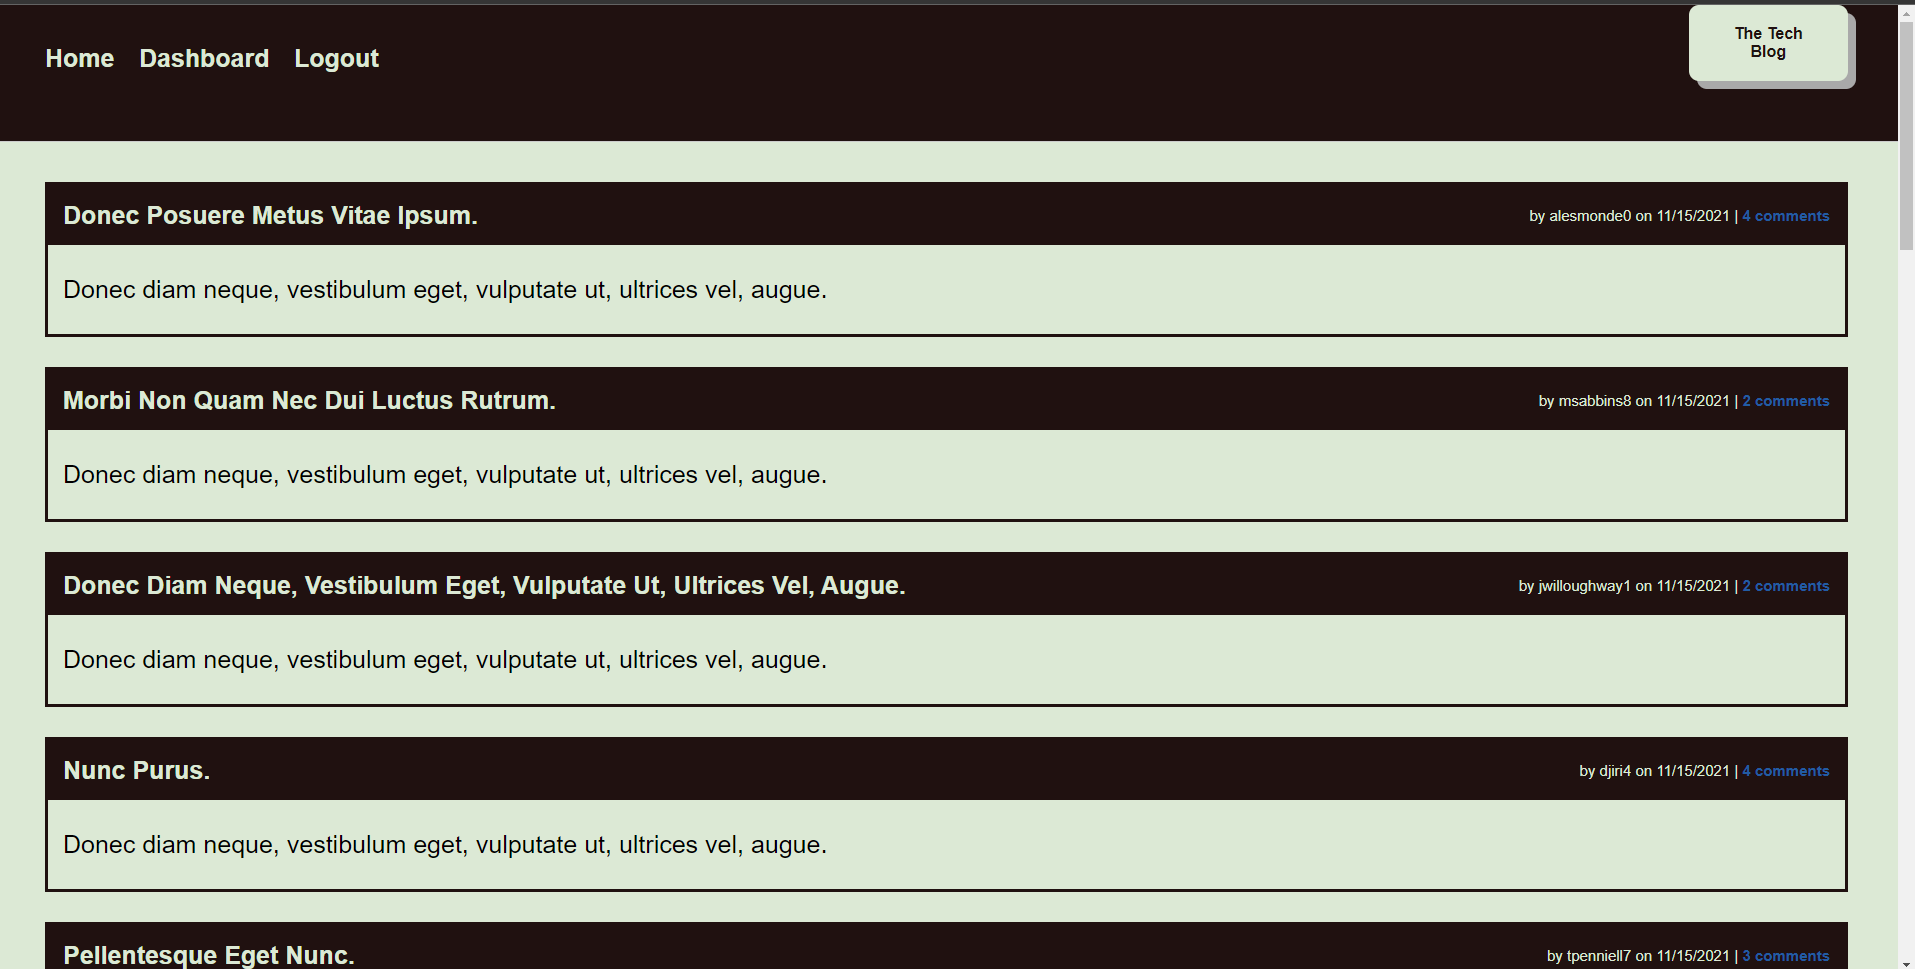 Home Dashboard Logout
The Tech
Blog
Donec Posuere Metus Vitae Ipsum.
by alesmonde0 on 11/15/2021 | 4 comments
Donec diam neque, vestibulum eget, vulputate ut, ultrices vel, augue.
Morbi Non Quam Nec Dui Luctus Rutrum.
by msabbins8 on 11/15/2021 | 2 comments
Donec diam neque, vestibulum eget, vulputate ut, ultrices vel, augue.
Donec Diam Neque, Vestibulum Eget, Vulputate Ut, Ultrices Vel, Augue.
by jwilloughway1 on 11/15/2021 | 2 comments
Donec diam neque, vestibulum eget, vulputate ut, ultrices vel, augue.
Nunc Purus.
by djiri4 on 11/15/2021 | 4 comments
Donec diam neque, vestibulum eget, vulputate ut, ultrices vel, augue.
Pellentesque Eget Nunc.
by tpenniell7 on 11/15/2021 | 3 comments